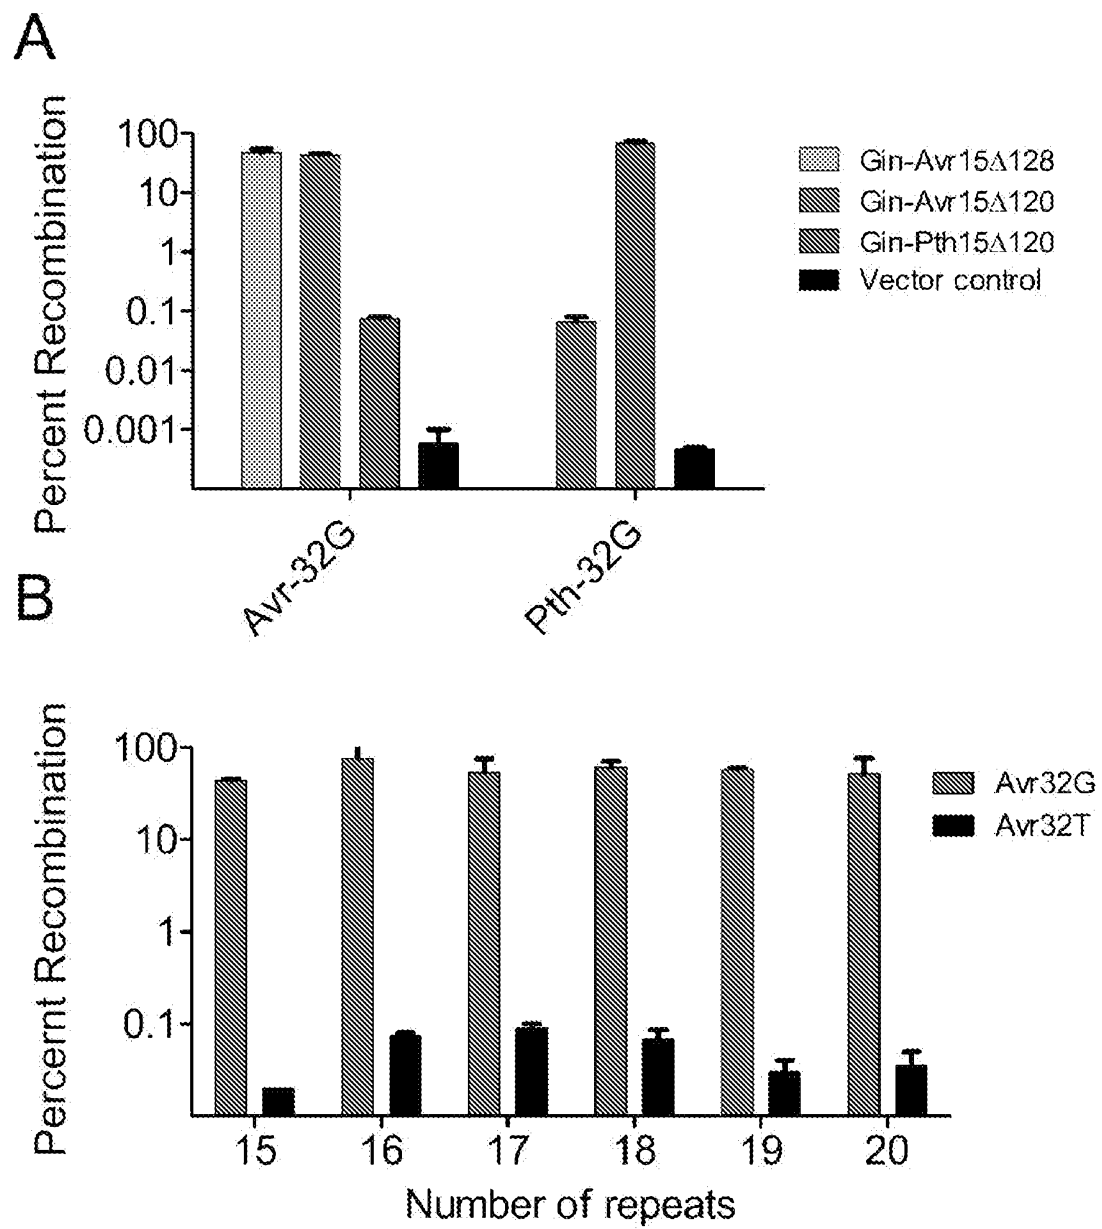 A
Percent Recombination
100
10
1
0.1
0.01
0.001
Avr-32G
Pth-32G
Gin-Avr15Δ128
Gin-Avr15Δ120
Gin-Pth15Δ120
Vector control
B
Percernt Recombination
100
10
1
0.1
15 16 17 18 19 20
Number of repeats
Avr32G
Avr32T